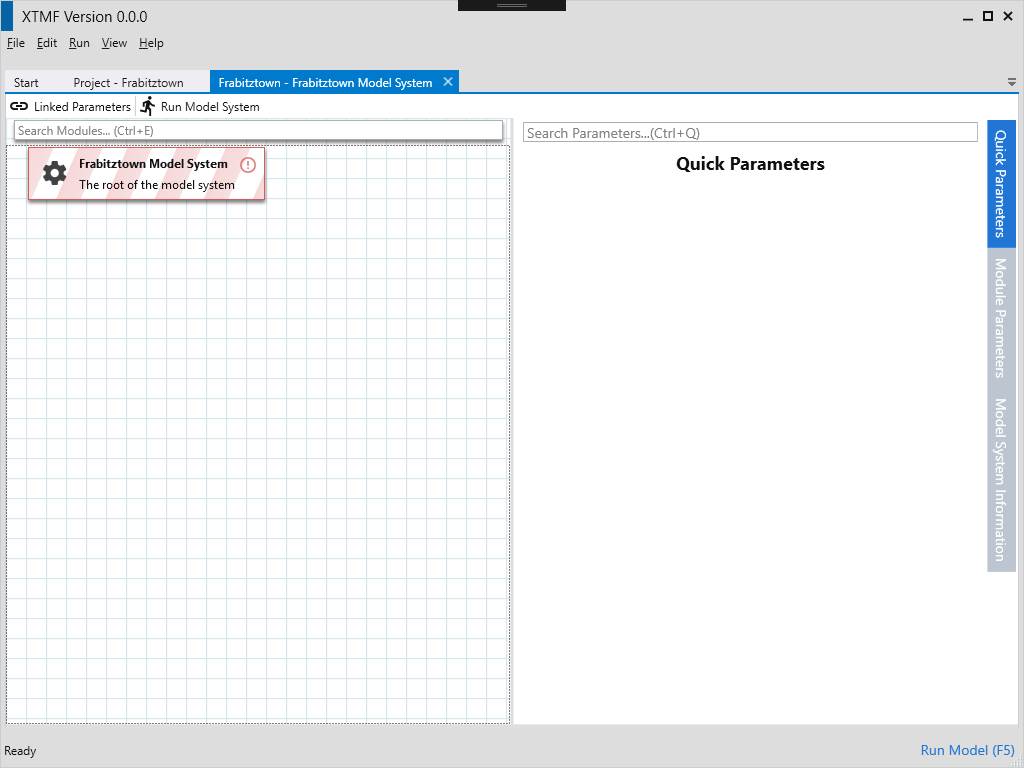 XTMF Version 0.0.0
File Edit Run View Help
Start Project - Frabitztown Frabitztown - Frabitztown Model System
Linked Parameters Run Model System
Search Modules... (Ctrl+E)
Search Parameters...(Ctrl+Q)
Frabitztown Model System
The root of the model system
Quick Parameters
Quick Parameters
Module Parameters
Model System Information
Ready
Run Model (F5)